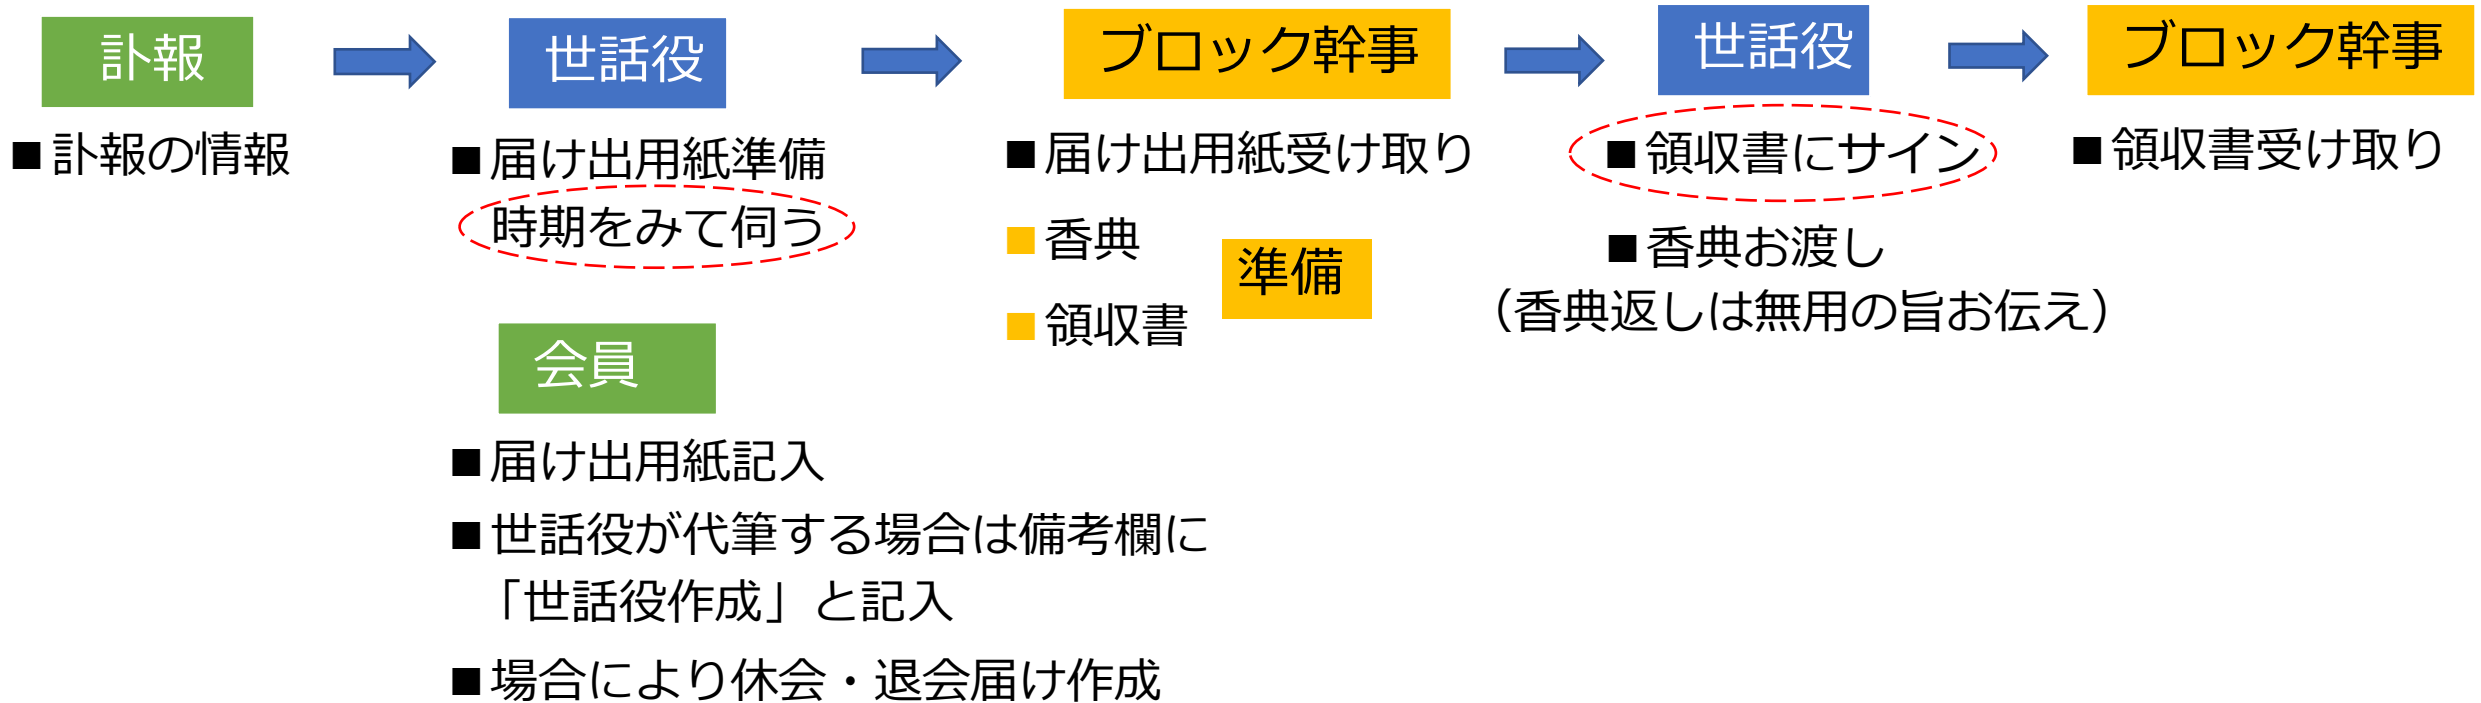 訃報
■訃報の情報
世話役
■届け出用紙準備
時期をみて伺う
会員
■届け出用紙記入
■世話役が代筆する場合は備考欄に
「世話役作成」と記入
■場合により休会・退会届け作成
ブロック幹事
■届け出用紙受け取り
■香典
■領収書
準備
世話役
■領収書にサイン
■香典お渡し
（香典返しは無用の旨お伝え）
ブロック幹事
■領収書受け取り